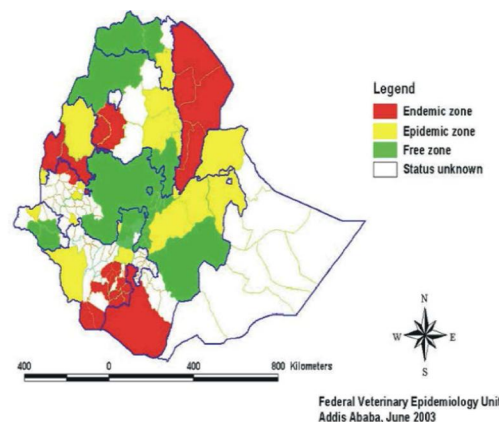 Legend
Endemic zone
Epidemic zone
Free zone
Status unknown
N
W E
S
400 0 400 800 Kilometers
Federal Veterinary Epidemiology Unit
Addis Ababa, June 2003